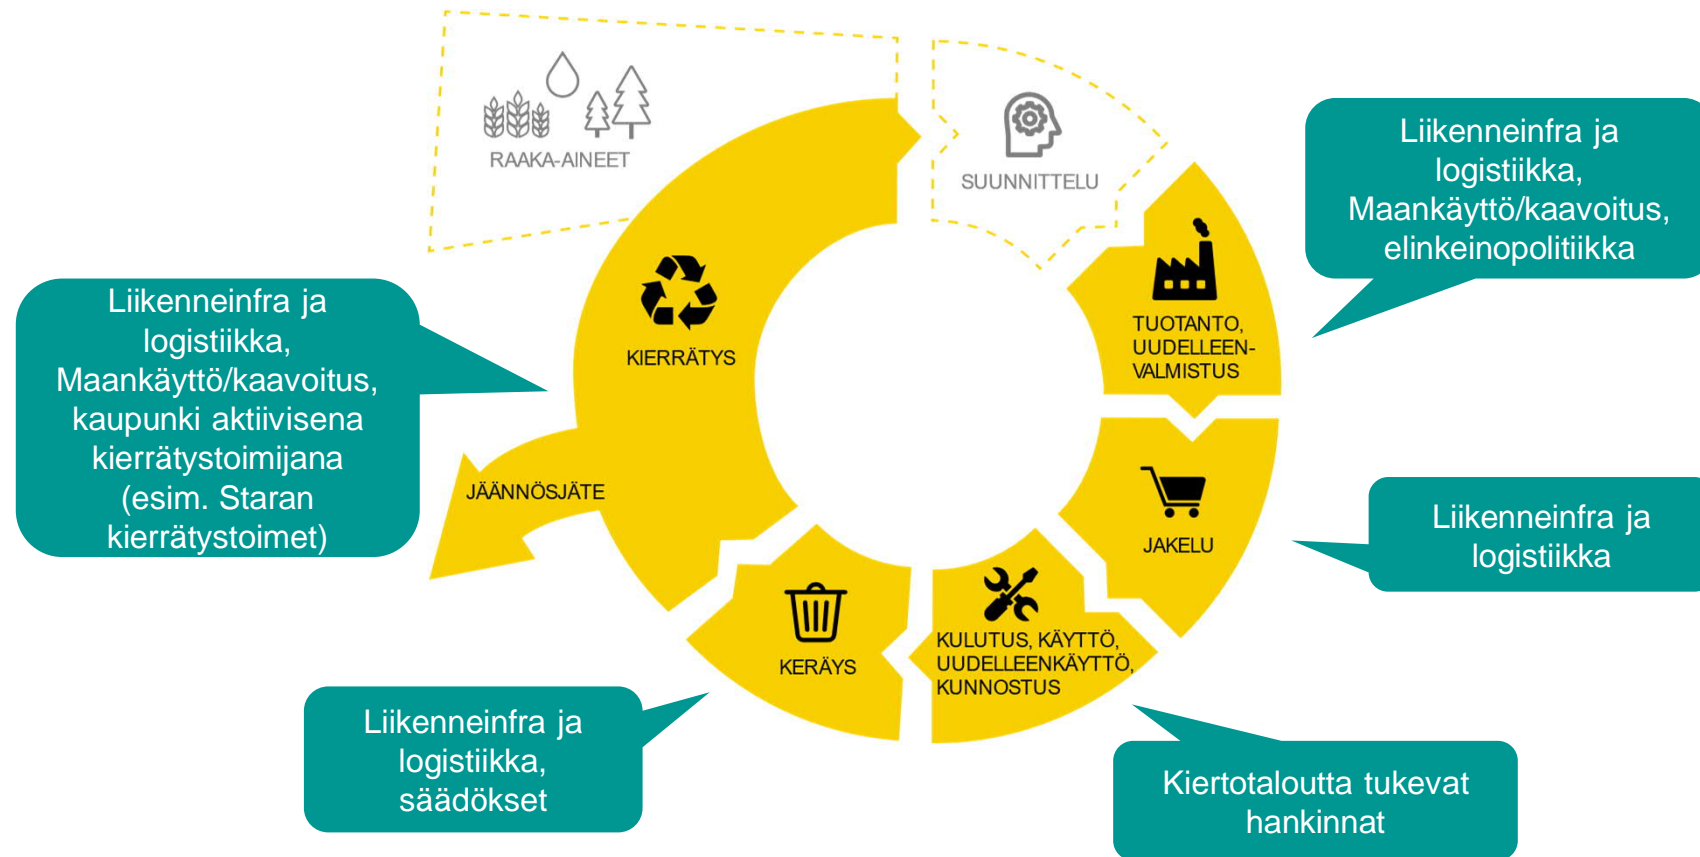 RAAKA-AINEET
SUUNNITTELU
Liikenneinfra ja
logistiikka,
Maankäyttö/kaavoitus,
elinkeinopolitiikka
TUOTANTO,
UUDELLEEN-
VALMISTUS
Liikenneinfra ja
logistiikka,
Maankäyttö/kaavoitus,
kaupunki aktiivisena
kierrätystoimijana
(esim. Staran
kierrätystoimet)
KIERRÄTYS
JÄÄNNÖSJÄTE
JAKELU
Liikenneinfra ja
logistiikka
KERÄYS
KULUTUS, KÄYTTÖ,
UUDELLEENKÄYTTÖ,
KUNNOSTUS
Liikenneinfra ja
logistiikka,
säädökset
Kiertotaloutta tukevat
hankinnat